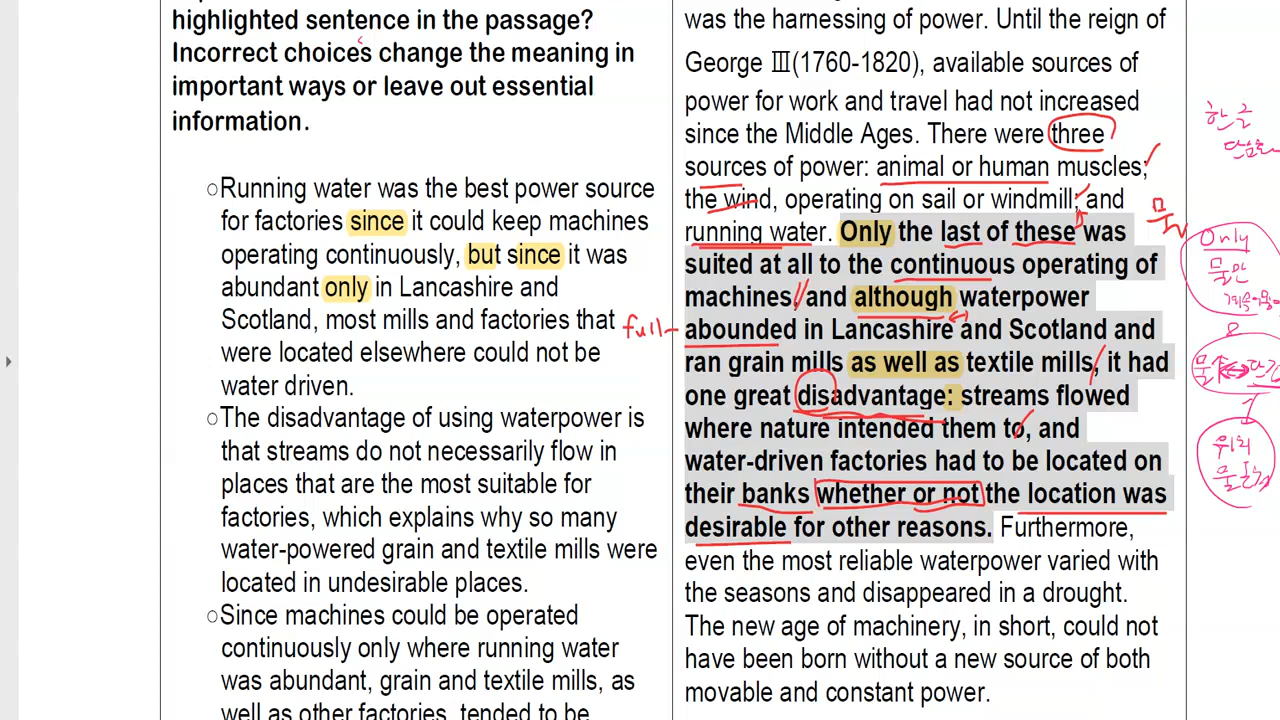 highlighted sentence in the passage?
Incorrect choices change the meaning in
important ways or leave out essential
information.
○Running water was the best power source
for factories since it could keep machines
operating continuously, but since it was
abundant only in Lancashire and
Scotland, most mills and factories that
were located elsewhere could not be
water driven.
○The disadvantage of using waterpower is
that streams do not necessarily flow in
places that are the most suitable for
factories, which explains why so many
water-powered grain and textile mills were
located in undesirable places.
○Since machines could be operated
continuously only where running water
was abundant, grain and textile mills, as
well as other factories, tended to be
was the harnessing of power. Until the reign of
George Ⅲ(1760-1820), available sources of
power for work and travel had not increased
since the Middle Ages. There were three
sources of power: animal or human muscles;
the wind, operating on sail or windmill; and
running water. Only the last of these was
suited at all to the continuous operating of
machines, and although waterpower
abounded in Lancashire and Scotland and
ran grain mills as well as textile mills, it had
one great disadvantage: streams flowed
where nature intended them to, and
water-driven factories had to be located on
their banks whether or not the location was
desirable for other reasons. Furthermore,
even the most reliable waterpower varied with
the seasons and disappeared in a drought.
The new age of machinery, in short, could not
have been born without a new source of both
movable and constant power.
full
물
한글
Only
물만